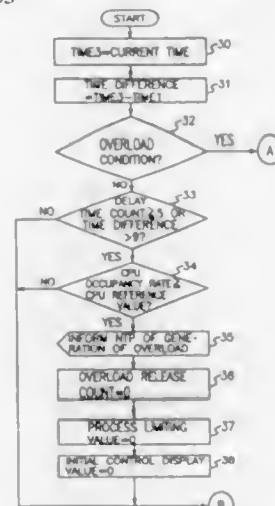 START
TIME3=CURRENT TIME
30
TIME DIFFERENCE
=TIME3-TIME1
31
32
OVERLOAD
CONDITION?
YES
A
NO
33
DELAY
TIME COUNT≥5 OR
TIME DIFFERENCE
>9?
NO
YES
34
CPU
OCCUPANCY RATE≥
CPU REFERENCE
VALUE?
NO
YES
35
INFORM NTP OF GENE-
RATION OF OVERLOAD
OVERLOAD RELEASE
COUNT=0
36
PROCESS LIMITING
VALUE=0
37
INITIAL CONTROL DISPLAY
VALUE=0
38
B